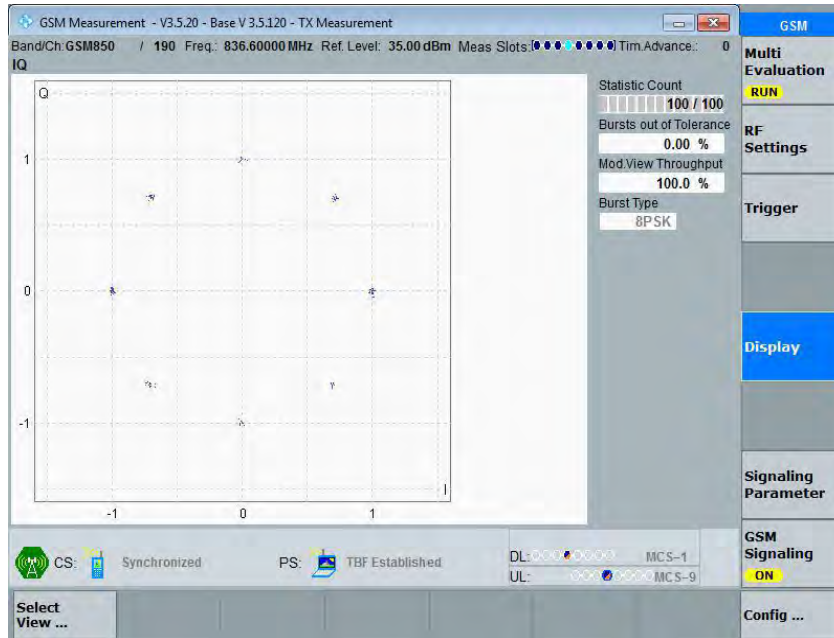 GSM Measurement - V3.5.20 - Base V 3.5.120 - TX Measurement
GSM
Band/Ch: GSM850 / 190 Freq.: 836.60000 MHz Ref. Level: 35.00 dBm Meas Slots: Tim.Advance.: 0
IQ
Multi Evaluation
RUN
Statistic Count
100 / 100
Bursts out of Tolerance
0.00 %
Mod.View Throughput
100.0 %
Burst Type
8PSK
Q
1
0
-1
I
-1 0 1
RF Settings
Trigger
Display
Signaling Parameter
GSM Signaling
ON
CS: Synchronized PS: TBF Established DL: MCS-1
UL: MCS-9
Select View ...
Config ...